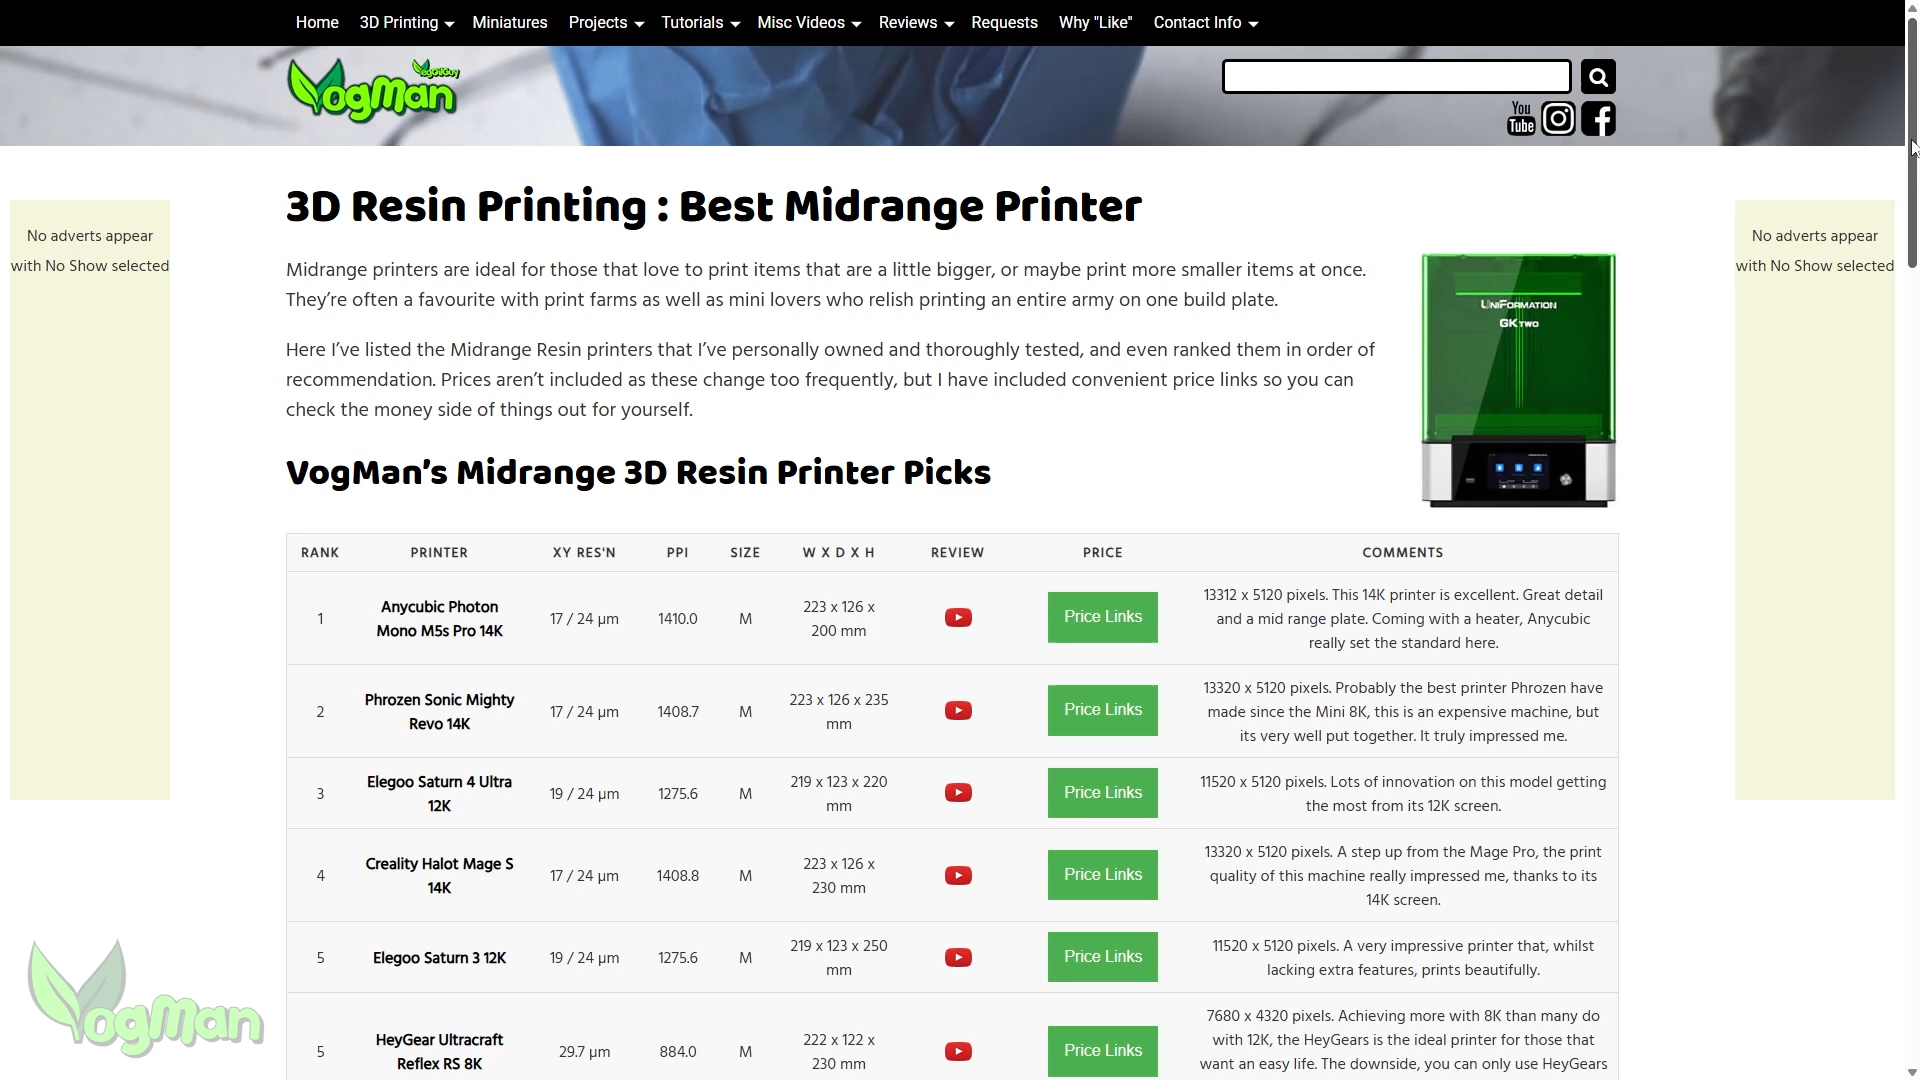 Home 3D Printing Miniatures Projects Tutorials Misc Videos Reviews Requests Why "Like" Contact Info
VegOilGuy
VogMan
You
Tube
3D Resin Printing : Best Midrange Printer
No adverts appear
with No Show selected
No adverts appear
with No Show selected
Midrange printers are ideal for those that love to print items that are a little bigger, or maybe print more smaller items at once.
They’re often a favourite with print farms as well as mini lovers who relish printing an entire army on one build plate.
UNIFORMATION
GK TWO
Here I’ve listed the Midrange Resin printers that I’ve personally owned and thoroughly tested, and even ranked them in order of
recommendation. Prices aren’t included as these change too frequently, but I have included convenient price links so you can
check the money side of things out for yourself.
VogMan’s Midrange 3D Resin Printer Picks
RANK PRINTER XY RES'N PPI SIZE W X D X H REVIEW PRICE COMMENTS
1
Anycubic Photon
Mono M5s Pro 14K
17 / 24 µm
1410.0
M
223 x 126 x
200 mm
Price Links
13312 x 5120 pixels. This 14K printer is excellent. Great detail
and a mid range plate. Coming with a heater, Anycubic
really set the standard here.
2
Phrozen Sonic Mighty
Revo 14K
17 / 24 µm
1408.7
M
223 x 126 x 235
mm
Price Links
13320 x 5120 pixels. Probably the best printer Phrozen have
made since the Mini 8K, this is an expensive machine, but
its very well put together. It truly impressed me.
3
Elegoo Saturn 4 Ultra
12K
19 / 24 µm
1275.6
M
219 x 123 x 220
mm
Price Links
11520 x 5120 pixels. Lots of innovation on this model getting
the most from its 12K screen.
4
Creality Halot Mage S
14K
17 / 24 µm
1408.8
M
223 x 126 x
230 mm
Price Links
13320 x 5120 pixels. A step up from the Mage Pro, the print
quality of this machine really impressed me, thanks to its
14K screen.
5
Elegoo Saturn 3 12K
19 / 24 µm
1275.6
M
219 x 123 x 250
mm
Price Links
11520 x 5120 pixels. A very impressive printer that, whilst
lacking extra features, prints beautifully.
5
HeyGear Ultracraft
Reflex RS 8K
29.7 µm
884.0
M
222 x 122 x
230 mm
Price Links
7680 x 4320 pixels. Achieving more with 8K than many do
with 12K, the HeyGears is the ideal printer for those that
want an easy life. The downside, you can only use HeyGears
VogMan